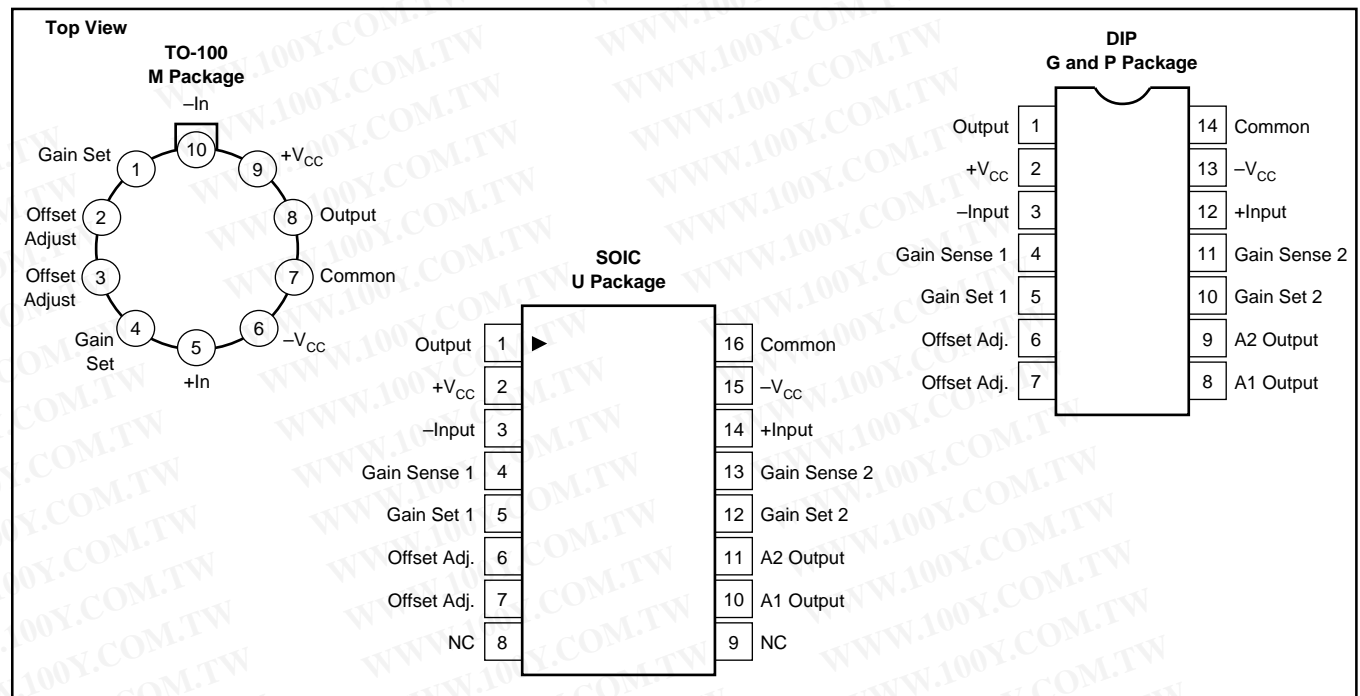 Top View
TO-100
M Package
–In
10
Gain Set
1
9
+VCC
Offset
Adjust
2
8
Output
Offset
Adjust
3
7
Common
Gain
Set
4
6
–VCC
5
+In
SOIC
U Package
Output 1
16 Common
+VCC 2
15 –VCC
–Input 3
14 +Input
Gain Sense 1 4
13 Gain Sense 2
Gain Set 1 5
12 Gain Set 2
Offset Adj. 6
11 A2 Output
Offset Adj. 7
10 A1 Output
NC 8
9 NC
DIP
G and P Package
Output 1
14 Common
+VCC 2
13 –VCC
–Input 3
12 +Input
Gain Sense 1 4
11 Gain Sense 2
Gain Set 1 5
10 Gain Set 2
Offset Adj. 6
9 A2 Output
Offset Adj. 7
8 A1 Output
WWW.100Y.COM.TW